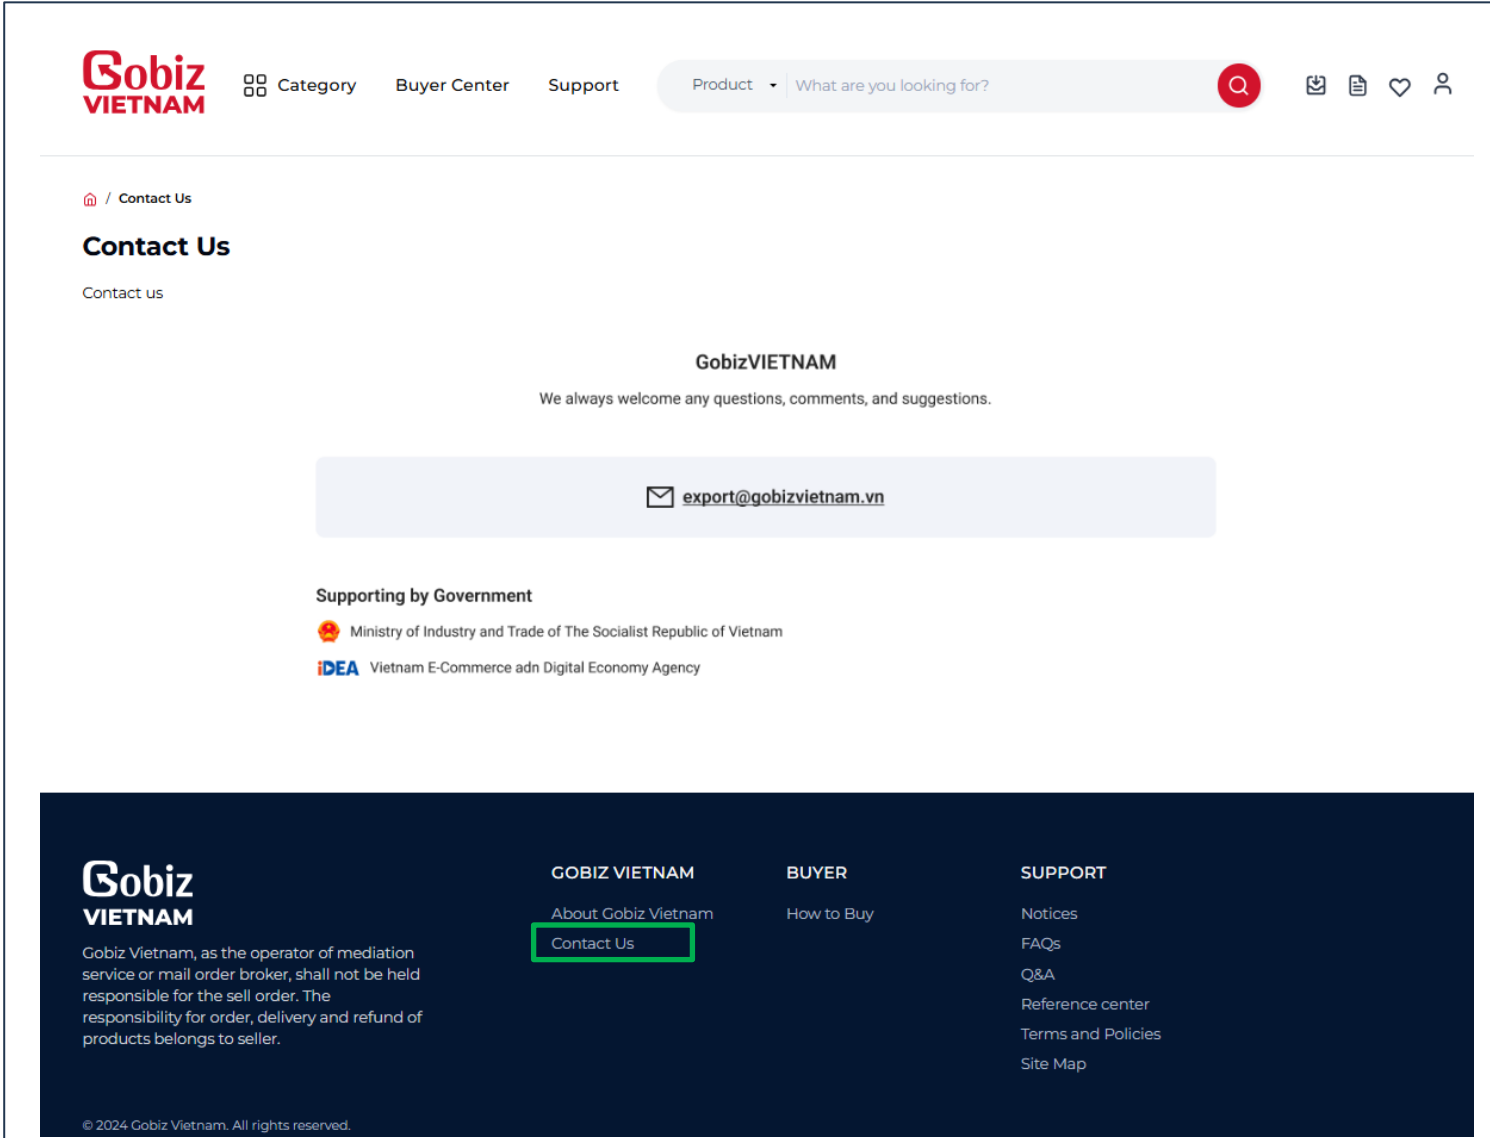 Gobiz
VIETNAM
Category
Buyer Center
Support
Product
What are you looking for?
/ Contact Us
Contact Us
Contact us
GobizVIETNAM
We always welcome any questions, comments, and suggestions.
export@gobizvietnam.vn
Supporting by Government
Ministry of Industry and Trade of The Socialist Republic of Vietnam
iDEA Vietnam E-Commerce adn Digital Economy Agency
Gobiz
VIETNAM
Gobiz Vietnam, as the operator of mediation
service or mail order broker, shall not be held
responsible for the sell order. The
responsibility for order, delivery and refund of
products belongs to seller.
GOBIZ VIETNAM
About Gobiz Vietnam
Contact Us
BUYER
How to Buy
SUPPORT
Notices
FAQs
Q&A
Reference center
Terms and Policies
Site Map
© 2024 Gobiz Vietnam. All rights reserved.